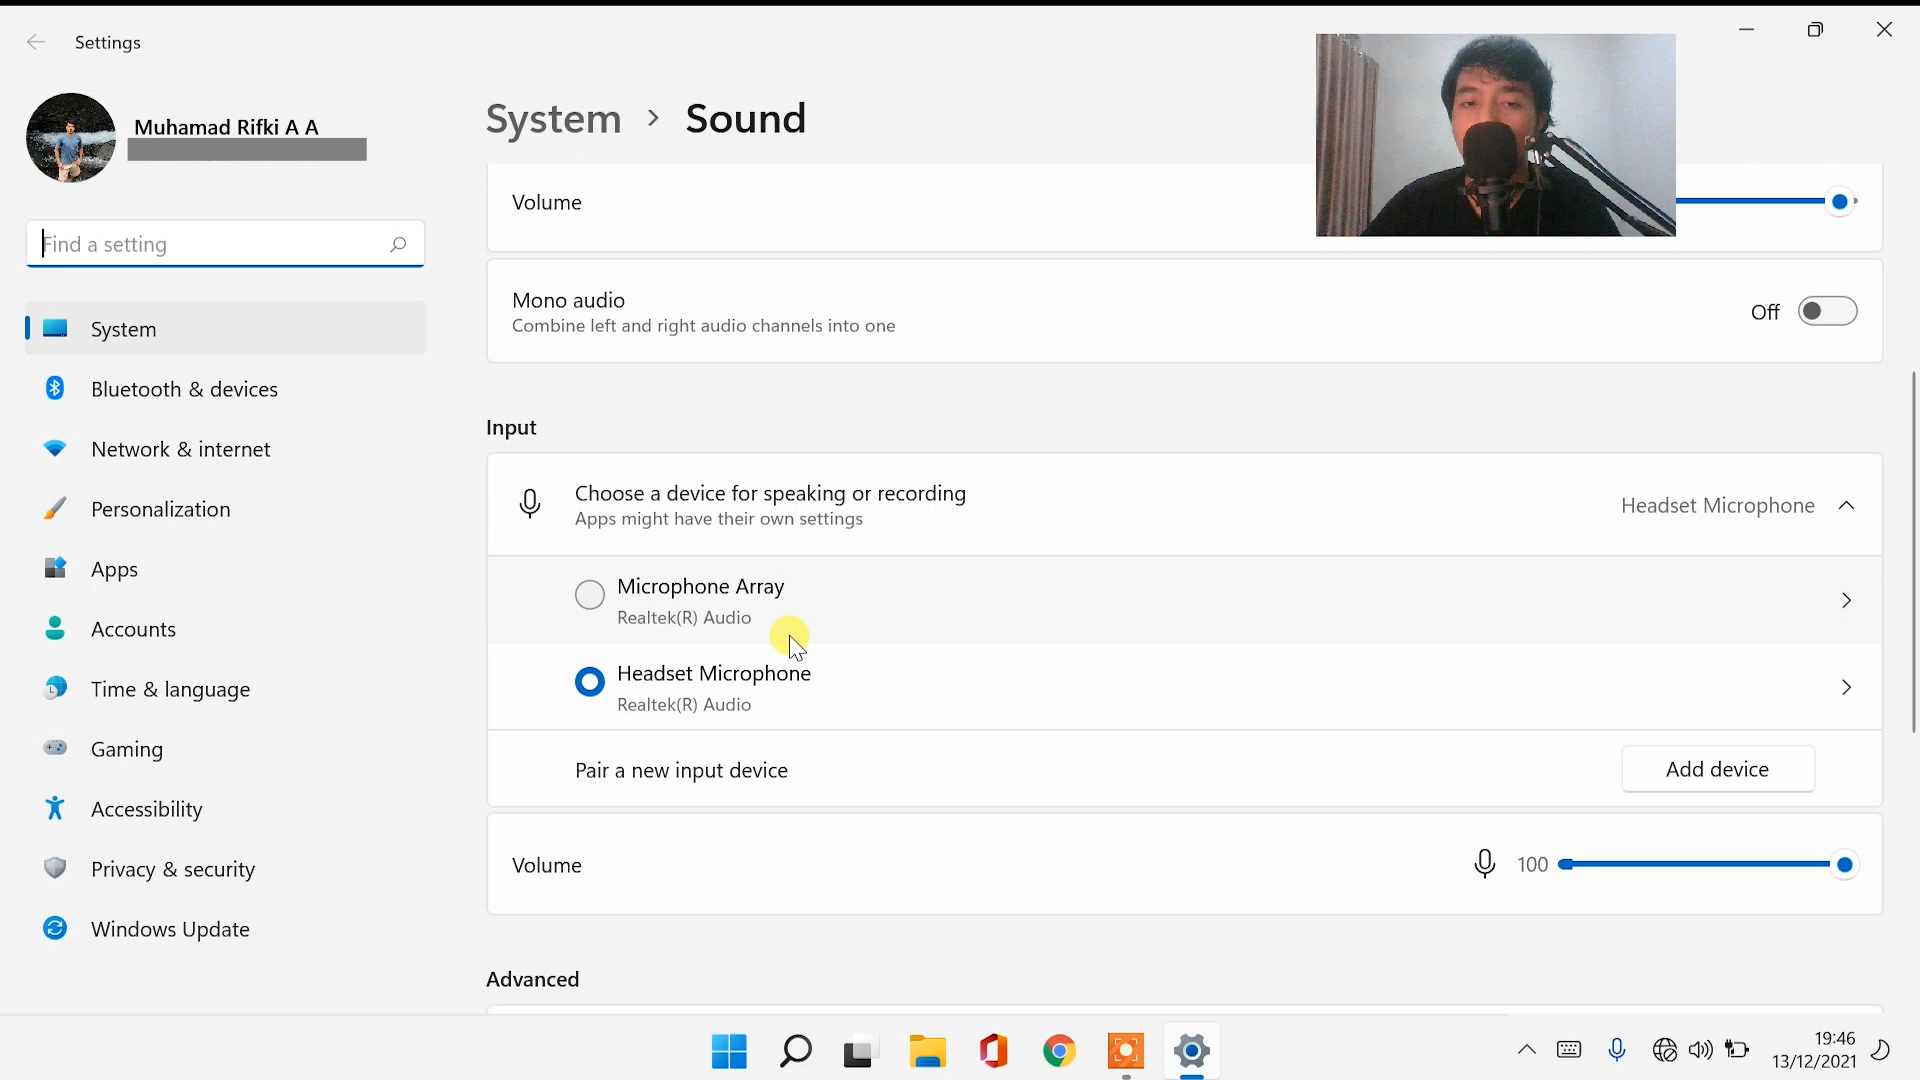 Settings
Muhamad Rifki A A
Find a setting
System
Bluetooth & devices
Network & internet
Personalization
Apps
Accounts
Time & language
Gaming
Accessibility
Privacy & security
Windows Update
System > Sound
Volume
Mono audio
Combine left and right audio channels into one
Off
Input
Choose a device for speaking or recording
Apps might have their own settings
Headset Microphone
Microphone Array
Realtek(R) Audio
Headset Microphone
Realtek(R) Audio
Pair a new input device
Add device
Volume
100
Advanced
19:46
13/12/2021